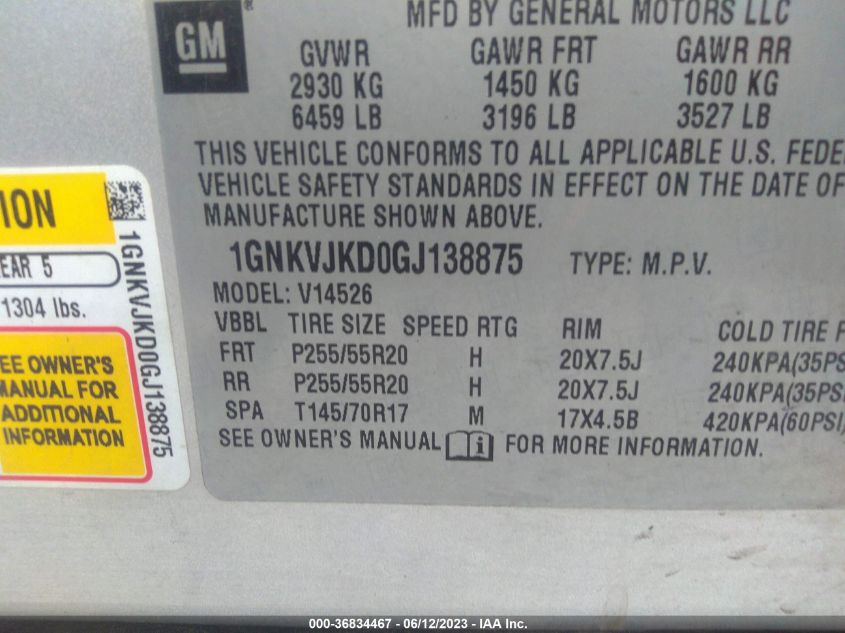 GM
®
MFD BY GENERAL MOTORS LLC
GVWR GAWR FRT GAWR RR
2930 KG 1450 KG 1600 KG
6459 LB 3196 LB 3527 LB
THIS VEHICLE CONFORMS TO ALL APPLICABLE U.S. FEDE
VEHICLE SAFETY STANDARDS IN EFFECT ON THE DATE OF
MANUFACTURE SHOWN ABOVE.
1GNKVJKD0GJ138875 TYPE: M.P.V.
MODEL: V14526
VBBL TIRE SIZE SPEED RTG RIM COLD TIRE P
FRT P255/55R20 H 20X7.5J 240KPA(35PS
RR P255/55R20 H 20X7.5J 240KPA(35PS
SPA T145/70R17 M 17X4.5B 420KPA(60PSI)
SEE OWNER'S MANUAL i FOR MORE INFORMATION.
ION
EAR 5
1304 lbs.
EE OWNER'S
MANUAL FOR
ADDITIONAL
INFORMATION
1GNKVJKD0GJ138875
000-36834467 - 06/12/2023 - IAA Inc.